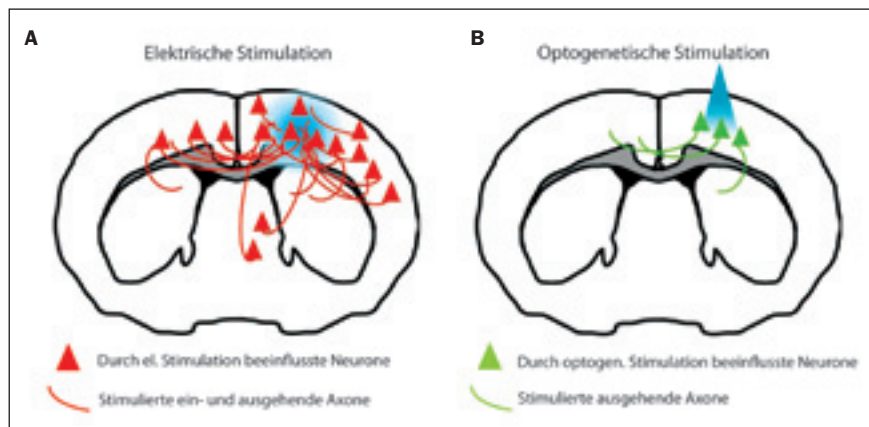 A
Elektrische Stimulation
Durch el. Stimulation beeinflusste Neurone
Stimulierte ein- und ausgehende Axone
B
Optogenetische Stimulation
Durch optogen. Stimulation beeinflusste Neurone
Stimulierte ausgehende Axone